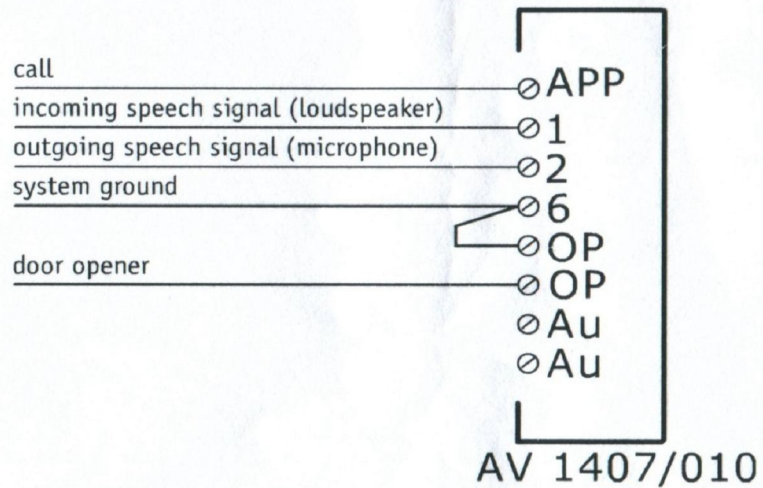 call
APP
incoming speech signal (loudspeaker)
1
outgoing speech signal (microphone)
2
system ground
6
OP
door opener
OP
Au
Au
AV 1407/010